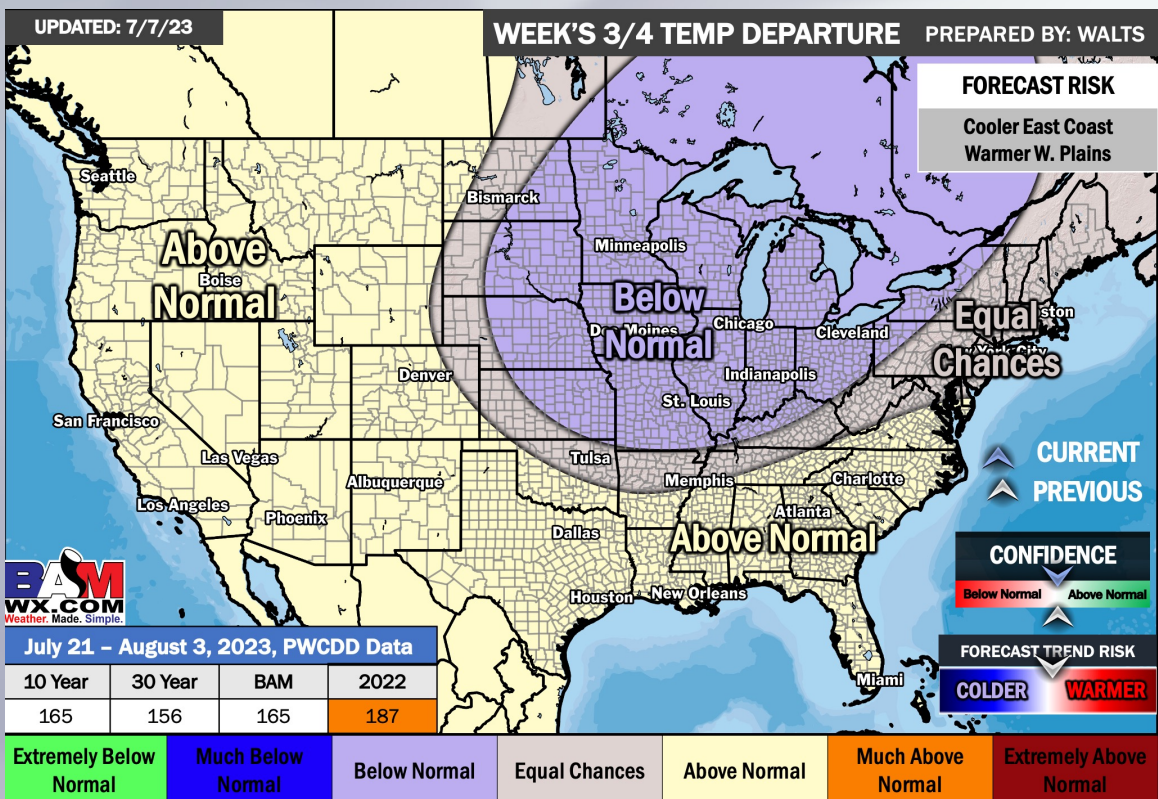 UPDATED: 7/7/23
WEEK'S 3/4 TEMP DEPARTURE
PREPARED BY: WALTS
FORECAST RISK
Cooler East Coast
Warmer W. Plains
Seattle
Bismarck
Minneapolis
Above
Boise
Normal
Below
Des Moines
Normal
Chicago
Cleveland
Equal
Chances
Indianapolis
Denver
St. Louis
San Francisco
Las Vegas
Tulsa
Albuquerque
Memphis
Charlotte
Los Angeles
Phoenix
Dallas
Atlanta
Above Normal
Houston
New Orleans
Miami
CURRENT
PREVIOUS
CONFIDENCE
Below Normal
Above Normal
FORECAST TREND RISK
COLDER
WARMER
BAM
WX.COM
Weather. Made. Simple.
July 21 – August 3, 2023, PWCDD Data
10 Year 30 Year BAM 2022
165 156 165 187
Extremely Below
Normal
Much Below
Normal
Below Normal
Equal Chances
Above Normal
Much Above
Normal
Extremely Above
Normal